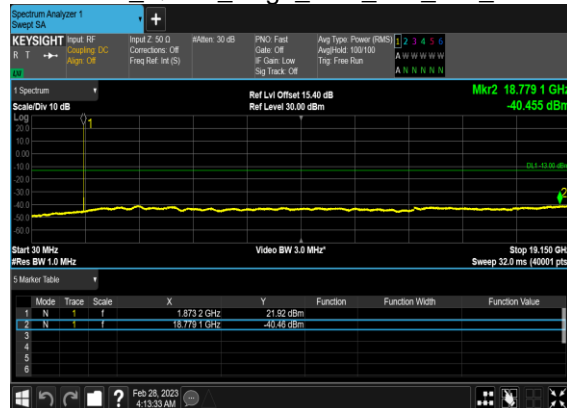 Spectrum Analyzer 1
Swept SA
+
KEYSIGHT
R T
Input: RF
Coupling: DC
Align: Off
Input Z: 50 Ω
Corrections: Off
Freq Ref: Int (S)
#Atten: 30 dB
PNO: Fast
Gate: Off
IF Gain: Low
Sig Track: Off
Avg Type: Power (RMS)
Avg|Hold: 100/100
Trig: Free Run
1 2 3 4 5 6
A W W W W W
A N N N N N
1 Spectrum
Scale/Div 10 dB
Ref Lvl Offset 15.40 dB
Ref Level 30.00 dBm
Mkr2 18.779 1 GHz
-40.455 dBm
Log
1
20.0
10.0
0.00
-10.0
-20.0
-30.0
-40.0
-50.0
-60.0
DL1 -13.00 dBm
2
Start 30 MHz
#Res BW 1.0 MHz
Video BW 3.0 MHz*
Stop 19.150 GHz
Sweep 32.0 ms (40001 pts)
5 Marker Table
Mode Trace Scale X Y Function Function Width Function Value
1 N 1 f 1.873 2 GHz 21.92 dBm
2 N 1 f 18.779 1 GHz -40.46 dBm
3
4
5
6
?
Feb 28, 2023
4:13:33 AM